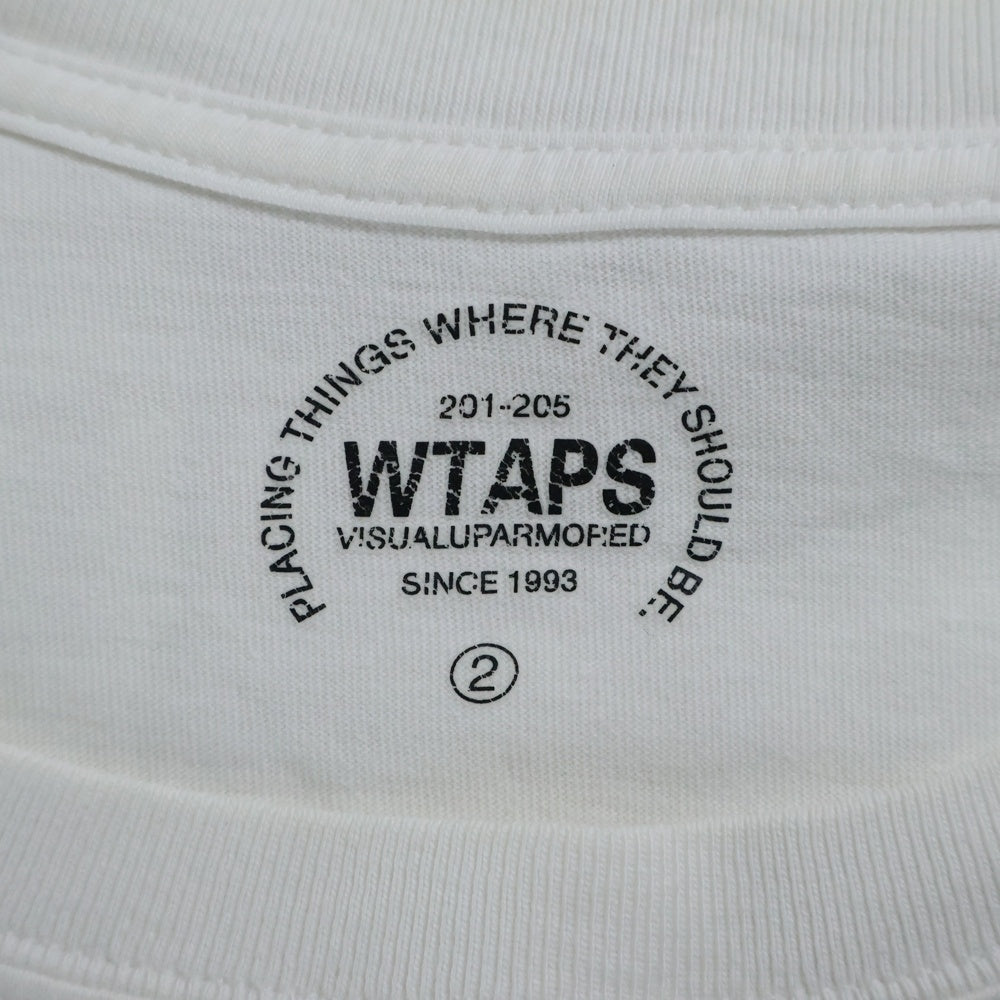 PLACING THINGS WHERE THEY SHOULD BE.
201-205
WTAPS
VISUALUPARMORED
SINCE 1993
2